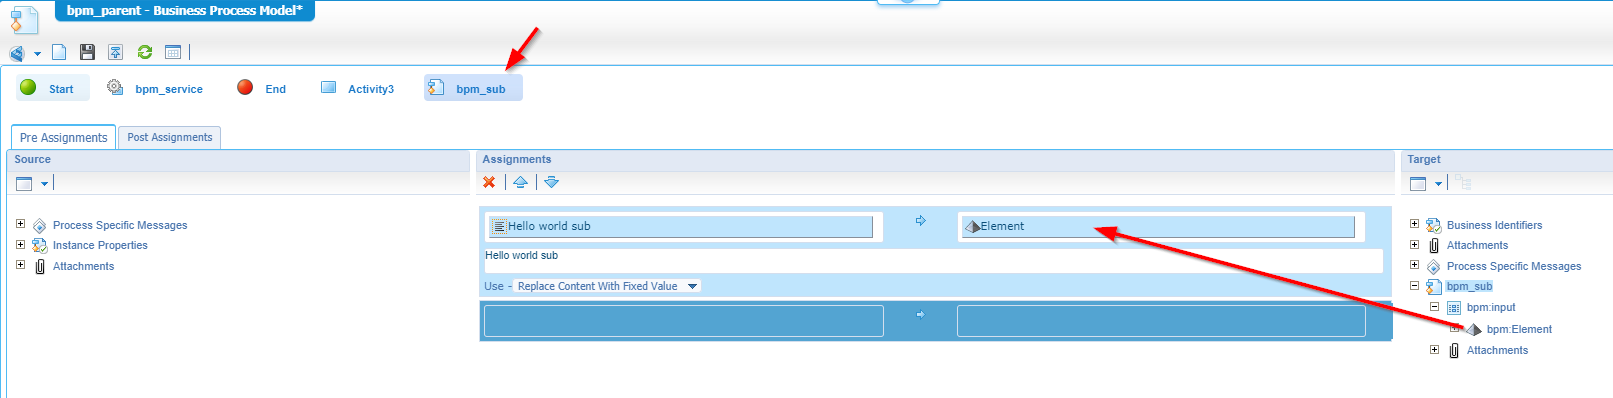 bpm_parent - Business Process Model*
Start
bpm_service
End
Activity3
bpm_sub
Pre Assignments
Post Assignments
Source
Assignments
Target
Process Specific Messages
Instance Properties
Attachments
Hello world sub
Element
Hello world sub
Use - Replace Content With Fixed Value
Business Identifiers
Attachments
Process Specific Messages
bpm_sub
bpm:input
bpm:Element
Attachments